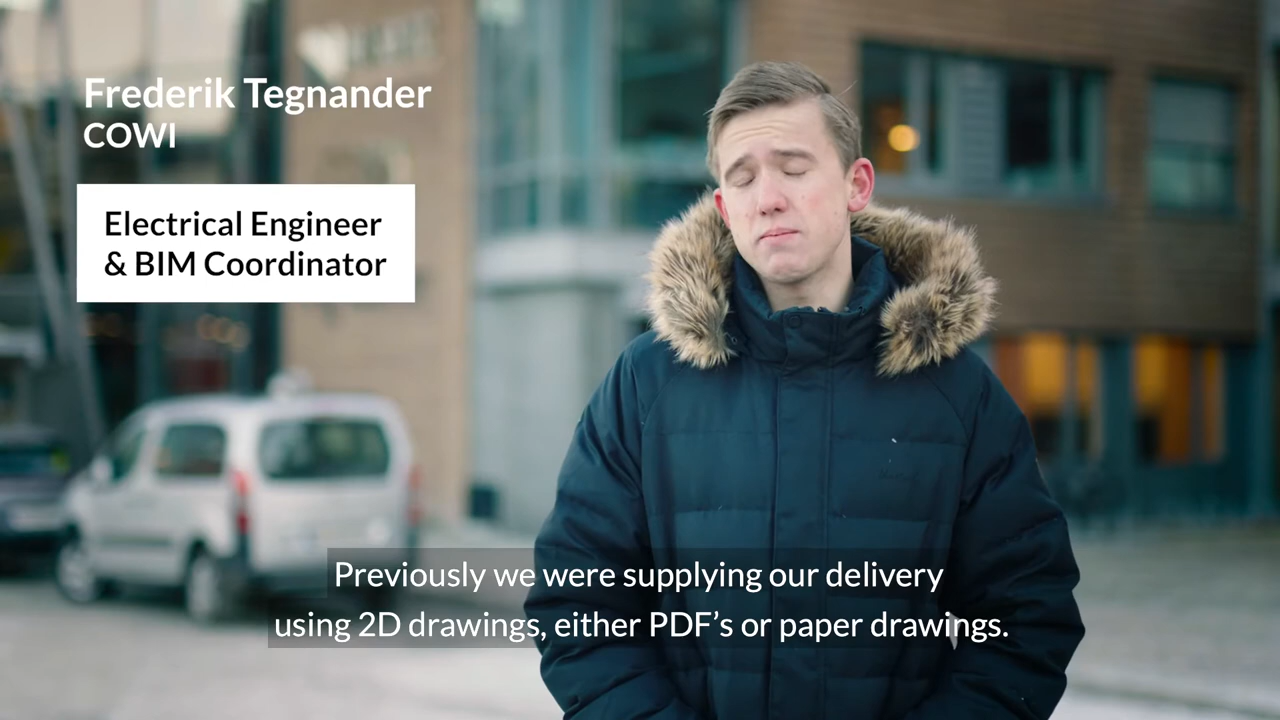 Frederik Tegnander
COWI
Electrical Engineer
& BIM Coordinator
Previously we were supplying our delivery
using 2D drawings, either PDF’s or paper drawings.